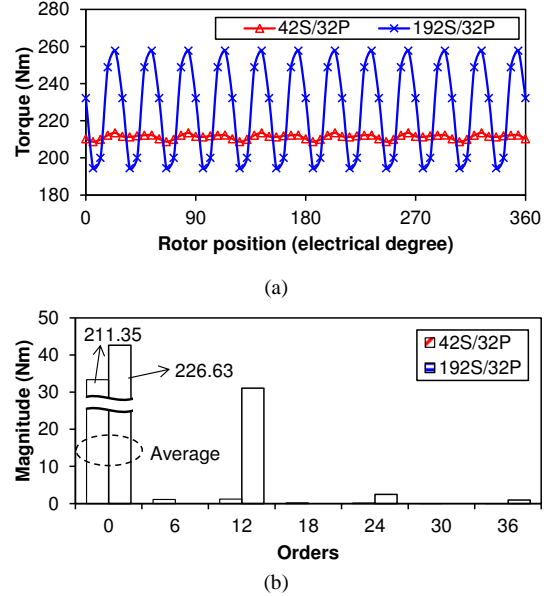 42S/32P 192S/32P
280
260
240
220
200
180
Torque (Nm)
0 90 180 270 360
Rotor position (electrical degree)
(a)
50
40
30
20
10
0
Magnitude (Nm)
211.35
226.63
Average
42S/32P
192S/32P
0 6 12 18 24 30 36
Orders
(b)